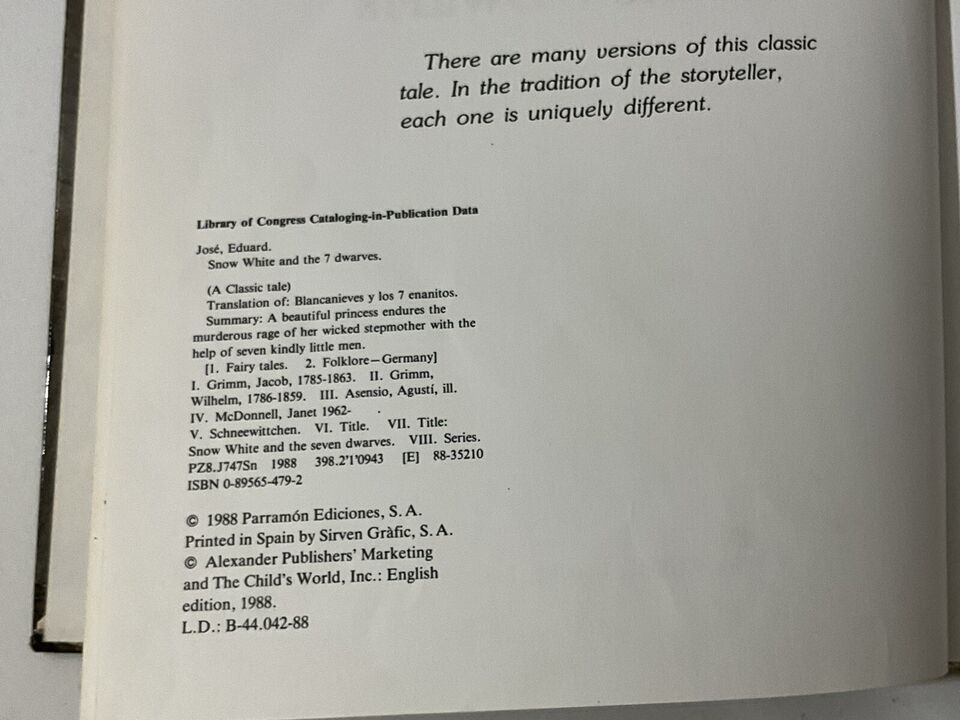 There are many versions of this classic
tale. In the tradition of the storyteller,
each one is uniquely different.
Library of Congress Cataloging-in-Publication Data
José, Eduard.
Snow White and the 7 dwarves.
(A Classic tale)
Translation of: Blancanieves y los 7 enanitos.
Summary: A beautiful princess endures the
murderous rage of her wicked stepmother with the
help of seven kindly little men.
[1. Fairy tales. 2. Folklore—Germany]
I. Grimm, Jacob, 1785-1863. II. Grimm,
Wilhelm, 1786-1859. III. Asensio, Agustí, ill.
IV. McDonnell, Janet 1962-
V. Schneewittchen. VI. Title. VII. Title:
Snow White and the seven dwarves. VIII. Series.
PZ8.J747Sn 1988 398.2'1'0943 [E] 88-35210
ISBN 0-89565-479-2
© 1988 Parramón Ediciones, S. A.
Printed in Spain by Sirven Gràfic, S. A.
© Alexander Publishers' Marketing
and The Child's World, Inc.: English
edition, 1988.
L.D.: B-44.042-88